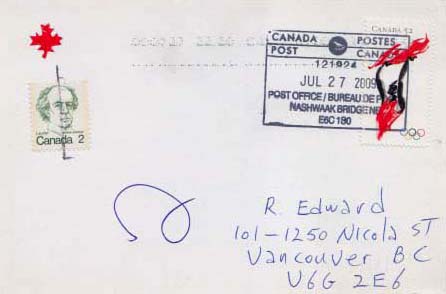 CANADA POSTES
POST CANADA
121924
JUL 27 2009
POST OFFICE / BUREAU DE P
NASHWAAK BRIDGE NB
E6C 1B0
CANADA
Canada 2
R. Edward
101-1250 Nicola ST
Vancouver BC
V6G 2E6